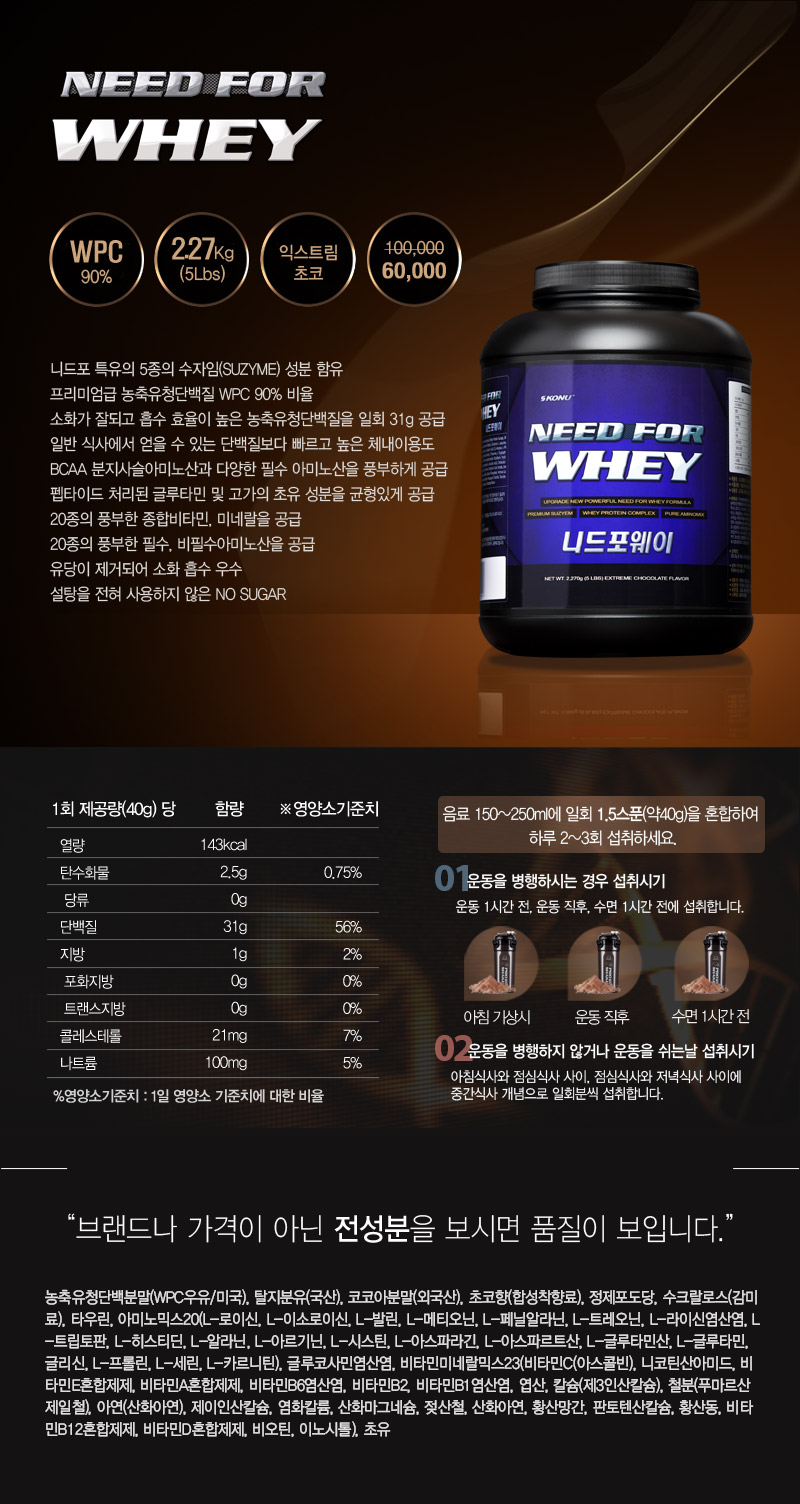 NEED FOR
WHEY
WPC
90%
2.27Kg
(5Lbs)
익스트림
초코
100,000
60,000
니드포 특유의 5종의 수자임(SUZYME) 성분 함유
프리미엄급 농축유청단백질 WPC 90% 비율
소화가 잘되고 흡수 효율이 높은 농축유청단백질을 일회 31g 공급
일반 식사에서 얻을 수 있는 단백질보다 빠르고 높은 체내이용도
BCAA 분지사슬아미노산과 다양한 필수 아미노산을 풍부하게 공급
펩타이드 처리된 글루타민 및 고가의 초유 성분을 균형있게 공급
20종의 풍부한 종합비타민, 미네랄을 공급
20종의 풍부한 필수, 비필수아미노산을 공급
유당이 제거되어 소화 흡수 우수
설탕을 전혀 사용하지 않은 NO SUGAR
SKONU
NEED FOR
WHEY
UPGRADE NEW POWERFUL NEED FOR WHEY FORMULA
PREMIUM SUZYEM WHEY PROTEIN COMPLEX PURE AMINOMIX
니드포웨이
NET WT. 2,270g (5 LBS) EXTREME CHOCOLATE FLAVOR
1회 제공량(40g) 당 함량 ※영양소기준치
열량 143kcal
탄수화물 2.5g 0.75%
당류 0g
단백질 31g 56%
지방 1g 2%
포화지방 0g 0%
트랜스지방 0g 0%
콜레스테롤 21mg 7%
나트륨 100mg 5%
%영양소기준치 : 1일 영양소 기준치에 대한 비율
음료 150~250ml에 일회 1.5스푼(약40g)을 혼합하여
하루 2~3회 섭취하세요.
01 운동을 병행하시는 경우 섭취시기
운동 1시간 전, 운동 직후, 수면 1시간 전에 섭취합니다.
아침 기상시 운동 직후 수면 1시간 전
02 운동을 병행하지 않거나 운동을 쉬는날 섭취시기
아침식사와 점심식사 사이, 점심식사와 저녁식사 사이에
중간식사 개념으로 일회분씩 섭취합니다.
“브랜드나 가격이 아닌 전성분을 보시면 품질이 보입니다.”
농축유청단백분말(WPC우유/미국), 탈지분유(국산), 코코아분말(외국산), 초코향(합성착향료), 정제포도당, 수크랄로스(감미
료), 타우린, 아미노믹스20(L-로이신, L-이소로이신, L-발린, L-메티오닌, L-페닐알라닌, L-트레오닌, L-라이신염산염, L
-트립토판, L-히스티딘, L-알라닌, L-아르기닌, L-시스틴, L-아스파라긴, L-아스파르트산, L-글루타민산, L-글루타민,
글리신, L-프롤린, L-세린, L-카르니틴), 글루코사민염산염, 비타민미네랄믹스23(비타민C(아스콜빈), 니코틴산아미드, 비
타민E혼합제제, 비타민A혼합제제, 비타민B6염산염, 비타민B2, 비타민B1염산염, 엽산, 칼슘(제3인산칼슘), 철분(푸마르산
제일철), 아연(산화아연), 제이인산칼슘, 염화칼륨, 산화마그네슘, 젖산철, 산화아연, 황산망간, 판토텐산칼슘, 황산동, 비타
민B12혼합제제, 비타민D혼합제제, 비오틴, 이노시톨), 초유